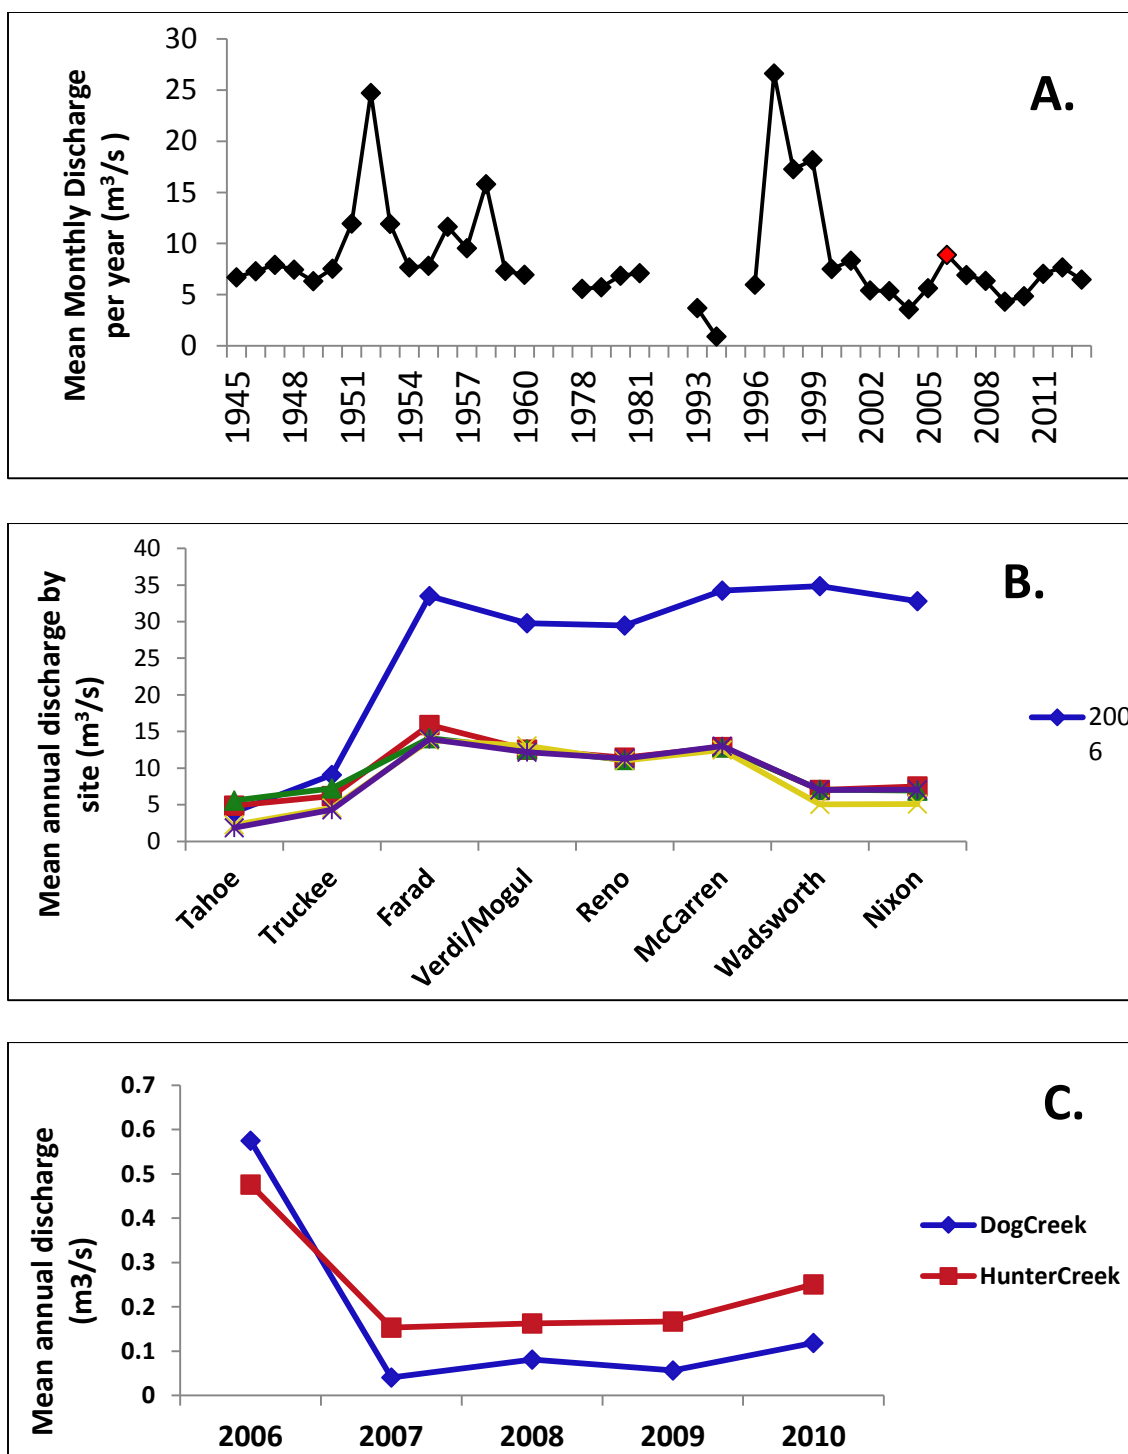 A.
Mean Monthly Discharge
per year (m³/s )
30
25
20
15
10
5
0
1945
1948
1951
1954
1957
1960
1978
1981
1993
1996
1999
2002
2005
2008
2011
B.
Mean annual discharge by
site (m³/s)
40
35
30
25
20
15
10
5
0
Tahoe
Truckee
Farad
Verdi/Mogul
Reno
McCarren
Wadsworth
Nixon
200
6
C.
Mean annual discharge
(m3/s)
0.7
0.6
0.5
0.4
0.3
0.2
0.1
0
2006 2007 2008 2009 2010
DogCreek
HunterCreek